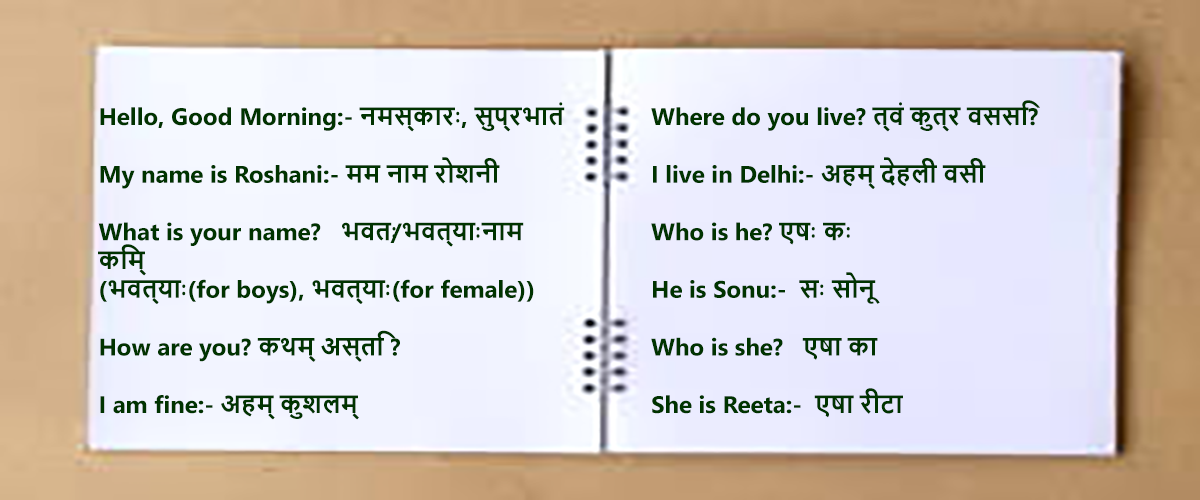 Hello, Good Morning:- नमस्कारः, सुप्रभातं
My name is Roshani:- मम नाम रोशनी
What is your name? भवत;/भवत्याःनाम
कमि्
(भवत्याः(for boys), भवत्याः(for female))
How are you? कथम् अस्ताि ?
I am fine:- अहम् कुशलम्
Where do you live? त्वं कुत्र वससाि?
I live in Delhi:- अहम् देहली वसी
Who is he? एषः कः
He is Sonu:- सः सोनू
Who is she? एषा का
She is Reeta:- एषा रीटा